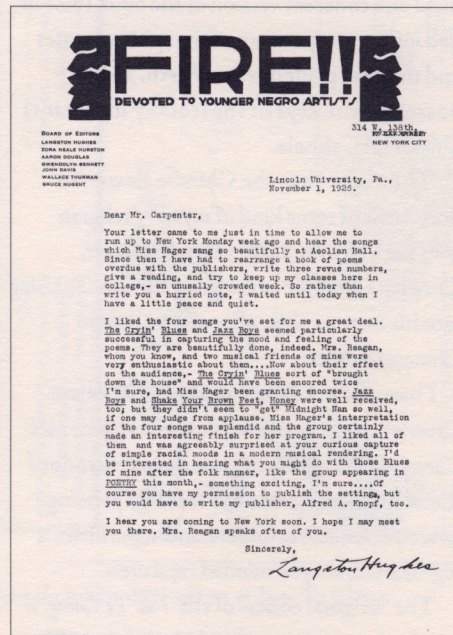 FIRE!!
DEVOTED TO YOUNGER NEGRO ARTISTS
BOARD OF EDITORS
LANGSTON HUGHES
ZORA NEALE HURSTON
AARON DOUGLAS
GWENDOLYN BENNETT
JOHN DAVIS
WALLACE THURMAN
BRUCE NUGENT
314 W. 138th,
NEW YORK CITY
Lincoln University, Pa.,
November 1, 1926.
Dear Mr. Carpenter,
Your letter came to me just in time to allow me to
run up to New York Monday week ago and hear the songs
which Miss Hager sang so beautifully at Aeolian Hall.
Since then I have had to rearrange a book of poems
overdue with the publishers, write three revue numbers,
give a reading, and try to keep up my classes here in
college,- an unusally crowded week. So rather than
write you a hurried note, I waited until today when I
have a little peace and quiet.
I liked the four songs you've set for me a great deal.
The Cryin' Blues and Jazz Boys seemed particularly
successful in capturing the mood and feeling of the
poems. They are beautifully done, indeed. Mrs. Reagan,
whom you know, and two musical friends of mine were
very enthusiastic about them....Now about their effect
on the audience,- The Cryin' Blues sort of "brought
down the house" and would have been encored twice
I'm sure, had Miss Hager been granting encores. Jazz
Boys and Shake Your Brown Feet, Honey were well received,
too; but they didn't seem to "get" Midnight Nan so well,
if one may judge from applause. Miss Hager's interpretation
of the four songs was splendid and the group certainly
made an interesting finish for her program. I liked all of
them and was agreeably surprised at your curious capture
of simple racial moods in a modern musical rendering. I'd
be interested in hearing what you might do with those Blues
of mine after the folk manner, like the group appearing in
POETRY this month,- something exciting, I'm sure....Of
course you have my permission to publish the settings, but
you would have to write my publisher, Alfred A. Knopf, too.
I hear you are coming to New York soon. I hope I may meet
you there. Mrs. Reagan speaks often of you.
Sincerely,
Langston Hughes